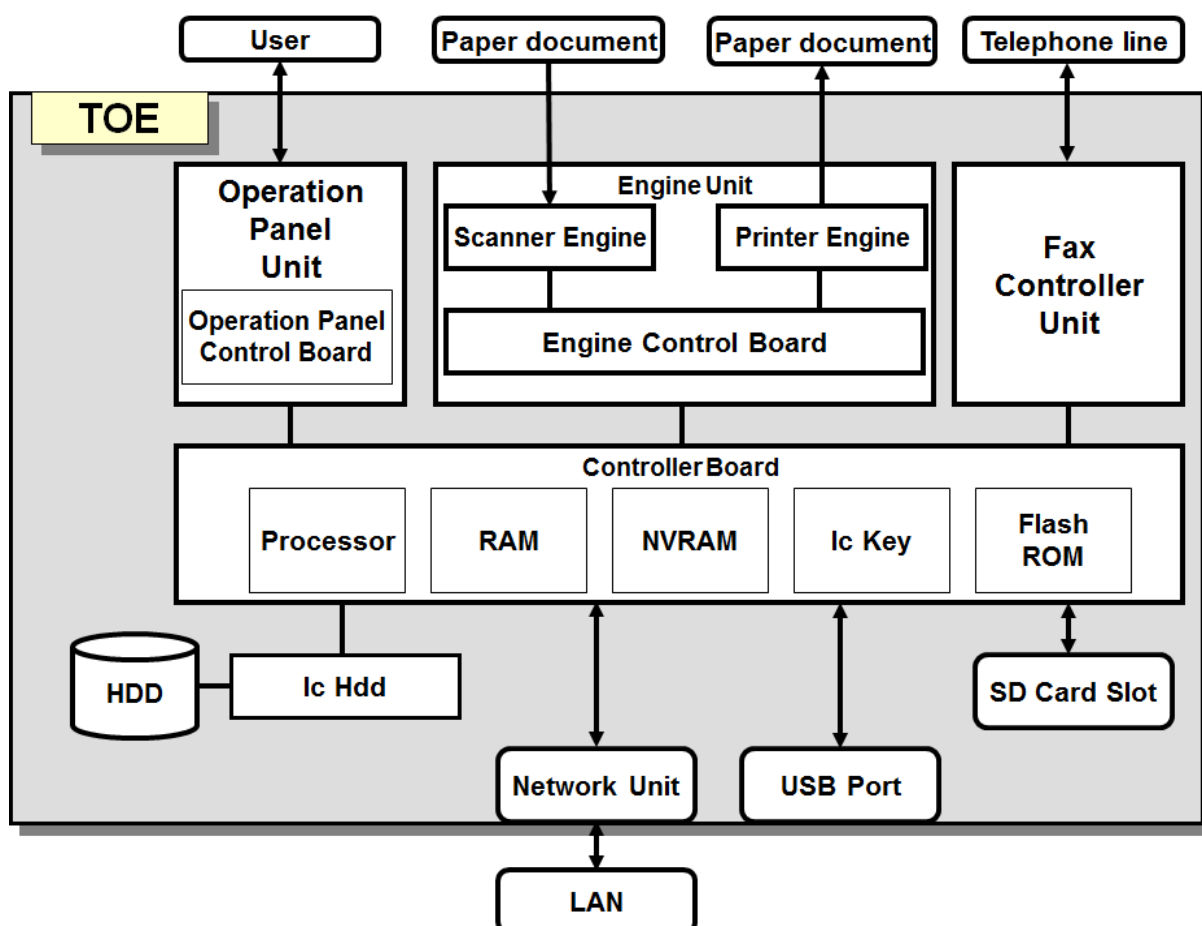 User
Paper document
Paper document
Telephone line
TOE
Operation
Panel
Unit
Operation Panel
Control Board
Engine Unit
Scanner Engine
Printer Engine
Engine Control Board
Fax
Controller
Unit
Controller Board
Processor
RAM
NVRAM
Ic Key
Flash
ROM
HDD
Ic Hdd
SD Card Slot
Network Unit
USB Port
LAN